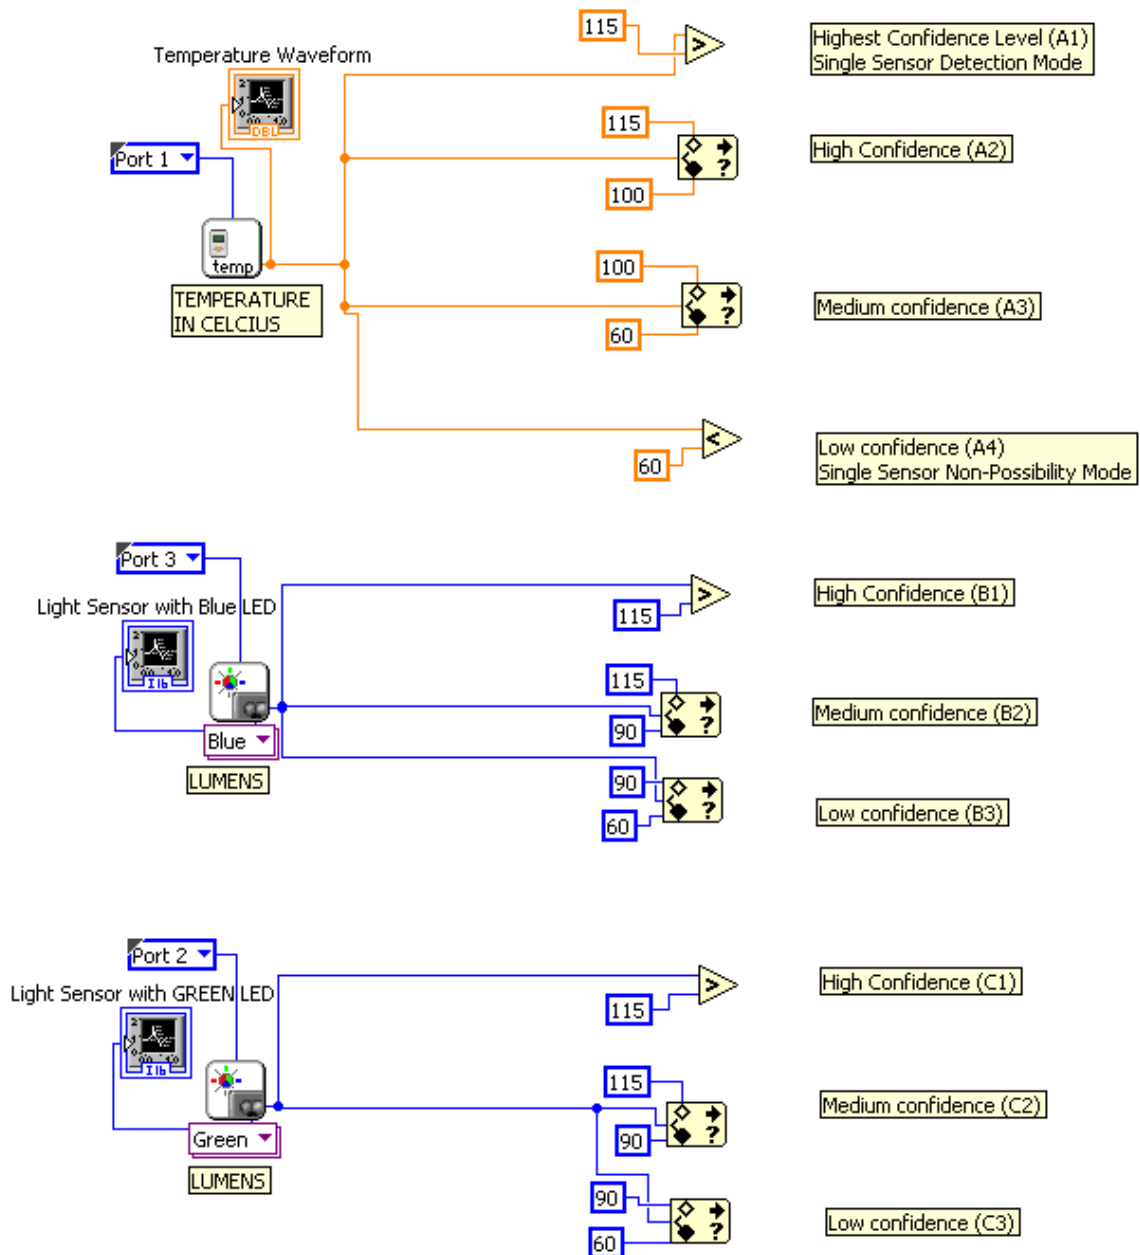 115
Highest Confidence Level (A1)
Single Sensor Detection Mode
Temperature Waveform
DBL
115
Port 1
High Confidence (A2)
100
temp
100
TEMPERATURE
IN CELCIUS
Medium confidence (A3)
60
Low confidence (A4)
60
Single Sensor Non-Possibility Mode
Port 3
High Confidence (B1)
Light Sensor with Blue LED
115
I16
115
Medium confidence (B2)
90
Blue
LUMENS
90
Low confidence (B3)
60
Port 2
High Confidence (C1)
Light Sensor with GREEN LED
115
I16
115
Medium confidence (C2)
Green
90
LUMENS
90
Low confidence (C3)
60